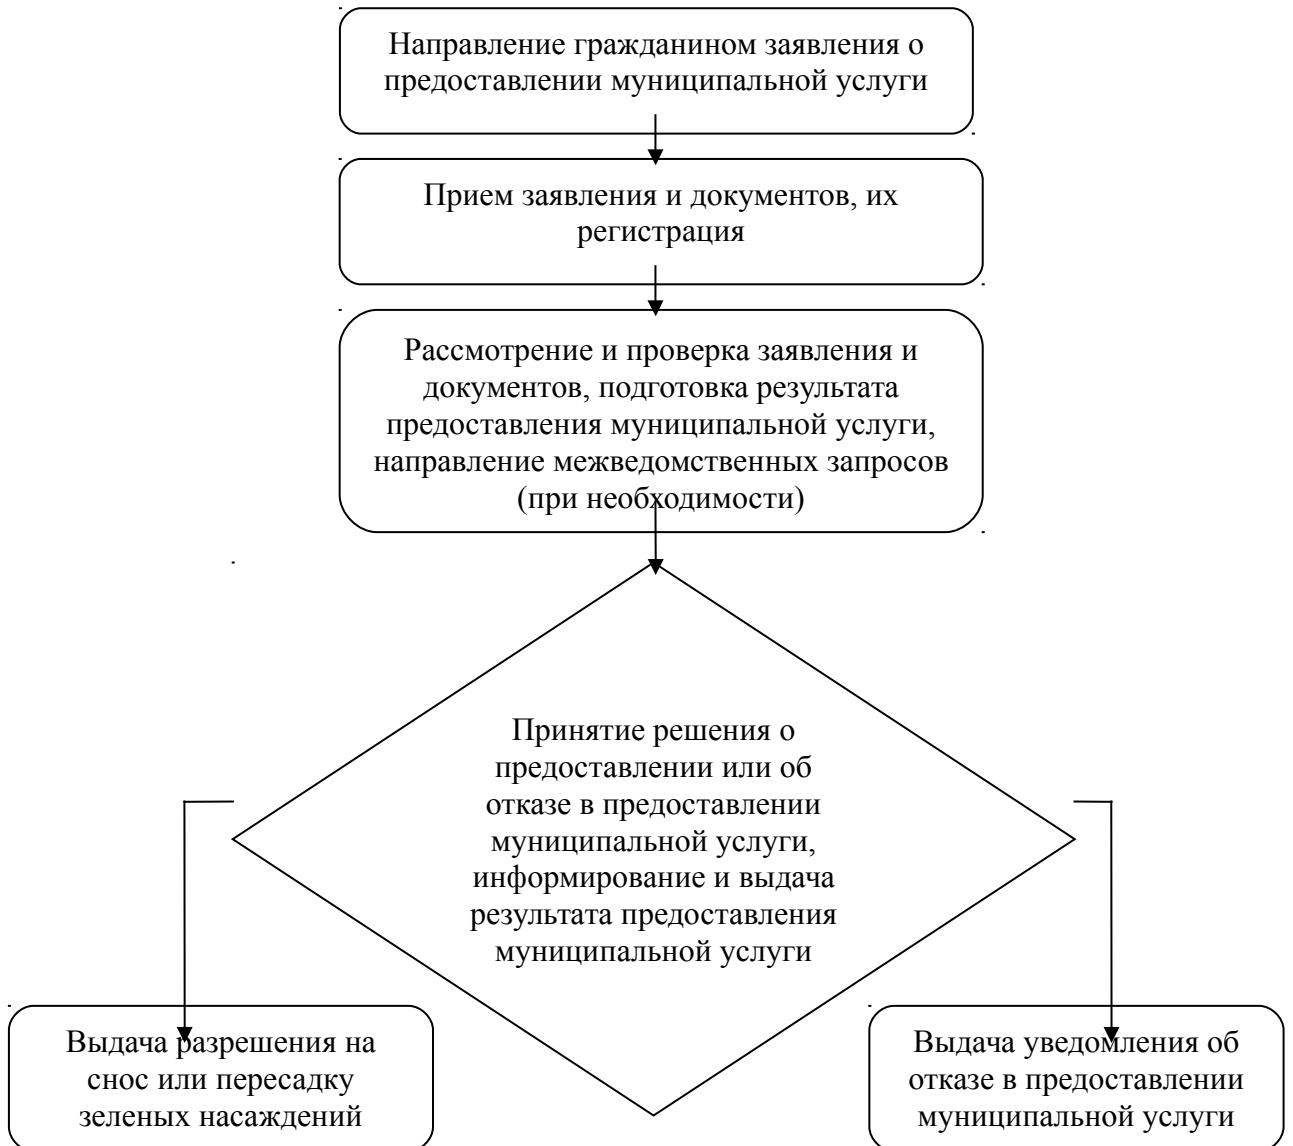 Направление гражданином заявления о
предоставлении муниципальной услуги
Прием заявления и документов, их
регистрация
Рассмотрение и проверка заявления и
документов, подготовка результата
предоставления муниципальной услуги,
направление межведомственных запросов
(при необходимости)
Принятие решения о
предоставлении или об
отказе в предоставлении
муниципальной услуги,
информирование и выдача
результата предоставления
муниципальной услуги
Выдача разрешения на
снос или пересадку
зеленых насаждений
Выдача уведомления об
отказе в предоставлении
муниципальной услуги